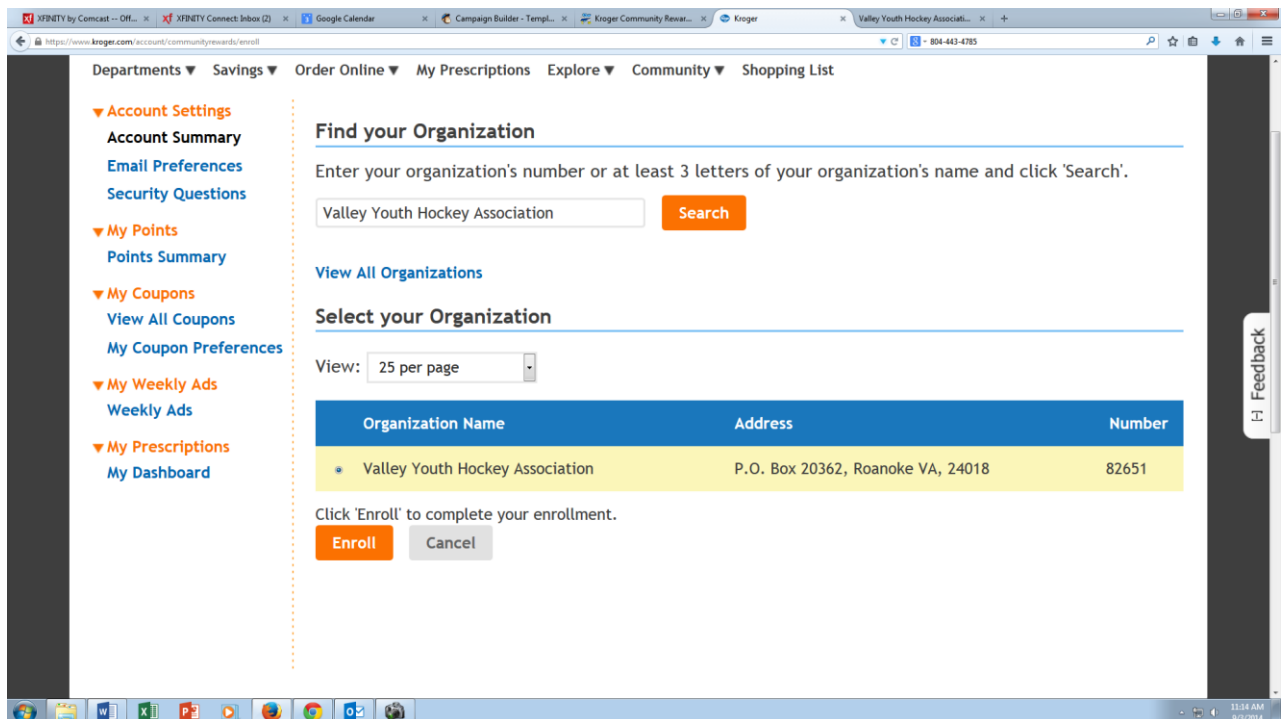 XFINITY by Comcast -- Off...
XFINITY Connect: Inbox (2)
Google Calendar
Campaign Builder - Templ...
Kroger Community Rewar...
Kroger
Valley Youth Hockey Associati...
https://www.kroger.com/account/communityrewards/enroll
804-443-4785
Departments ▼ Savings ▼ Order Online ▼ My Prescriptions Explore ▼ Community ▼ Shopping List
Account Settings
Account Summary
Email Preferences
Security Questions
My Points
Points Summary
My Coupons
View All Coupons
My Coupon Preferences
My Weekly Ads
Weekly Ads
My Prescriptions
My Dashboard
Find your Organization
Enter your organization's number or at least 3 letters of your organization's name and click 'Search'.
Valley Youth Hockey Association Search
View All Organizations
Select your Organization
View: 25 per page
Organization Name Address Number
Valley Youth Hockey Association P.O. Box 20362, Roanoke VA, 24018 82651
Click 'Enroll' to complete your enrollment.
Enroll Cancel
[-] Feedback
11:14 AM
9/3/2014